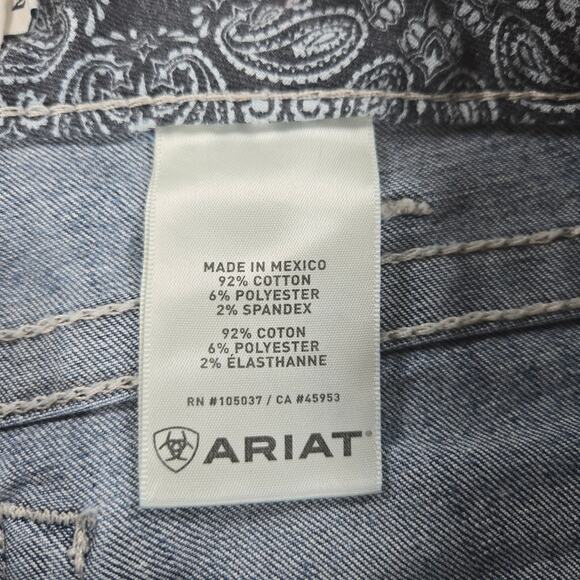 MADE IN MEXICO
92% COTTON
6% POLYESTER
2% SPANDEX
92% COTON
6% POLYESTER
2% ÉLASTHANNE
RN #105037 / CA #45953
ARIAT